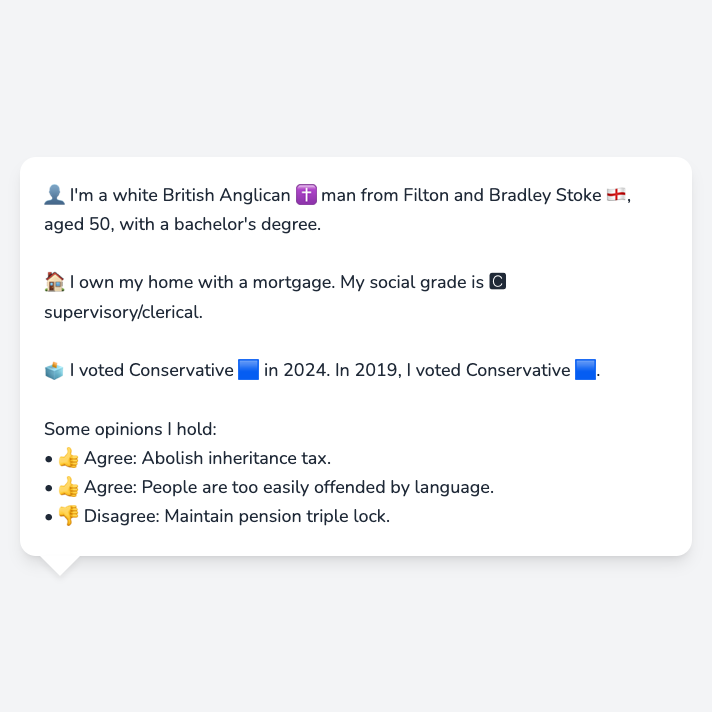 👤 I'm a white British Anglican ✝️ man from Filton and Bradley Stoke 🏴󠁧󠁢󠁥󠁮󠁧󠁿,
aged 50, with a bachelor's degree.
🏠 I own my home with a mortgage. My social grade is 🅲
supervisory/clerical.
🗳️ I voted Conservative 🟦 in 2024. In 2019, I voted Conservative 🟦.
Some opinions I hold:
• 👍 Agree: Abolish inheritance tax.
• 👍 Agree: People are too easily offended by language.
• 👎 Disagree: Maintain pension triple lock.